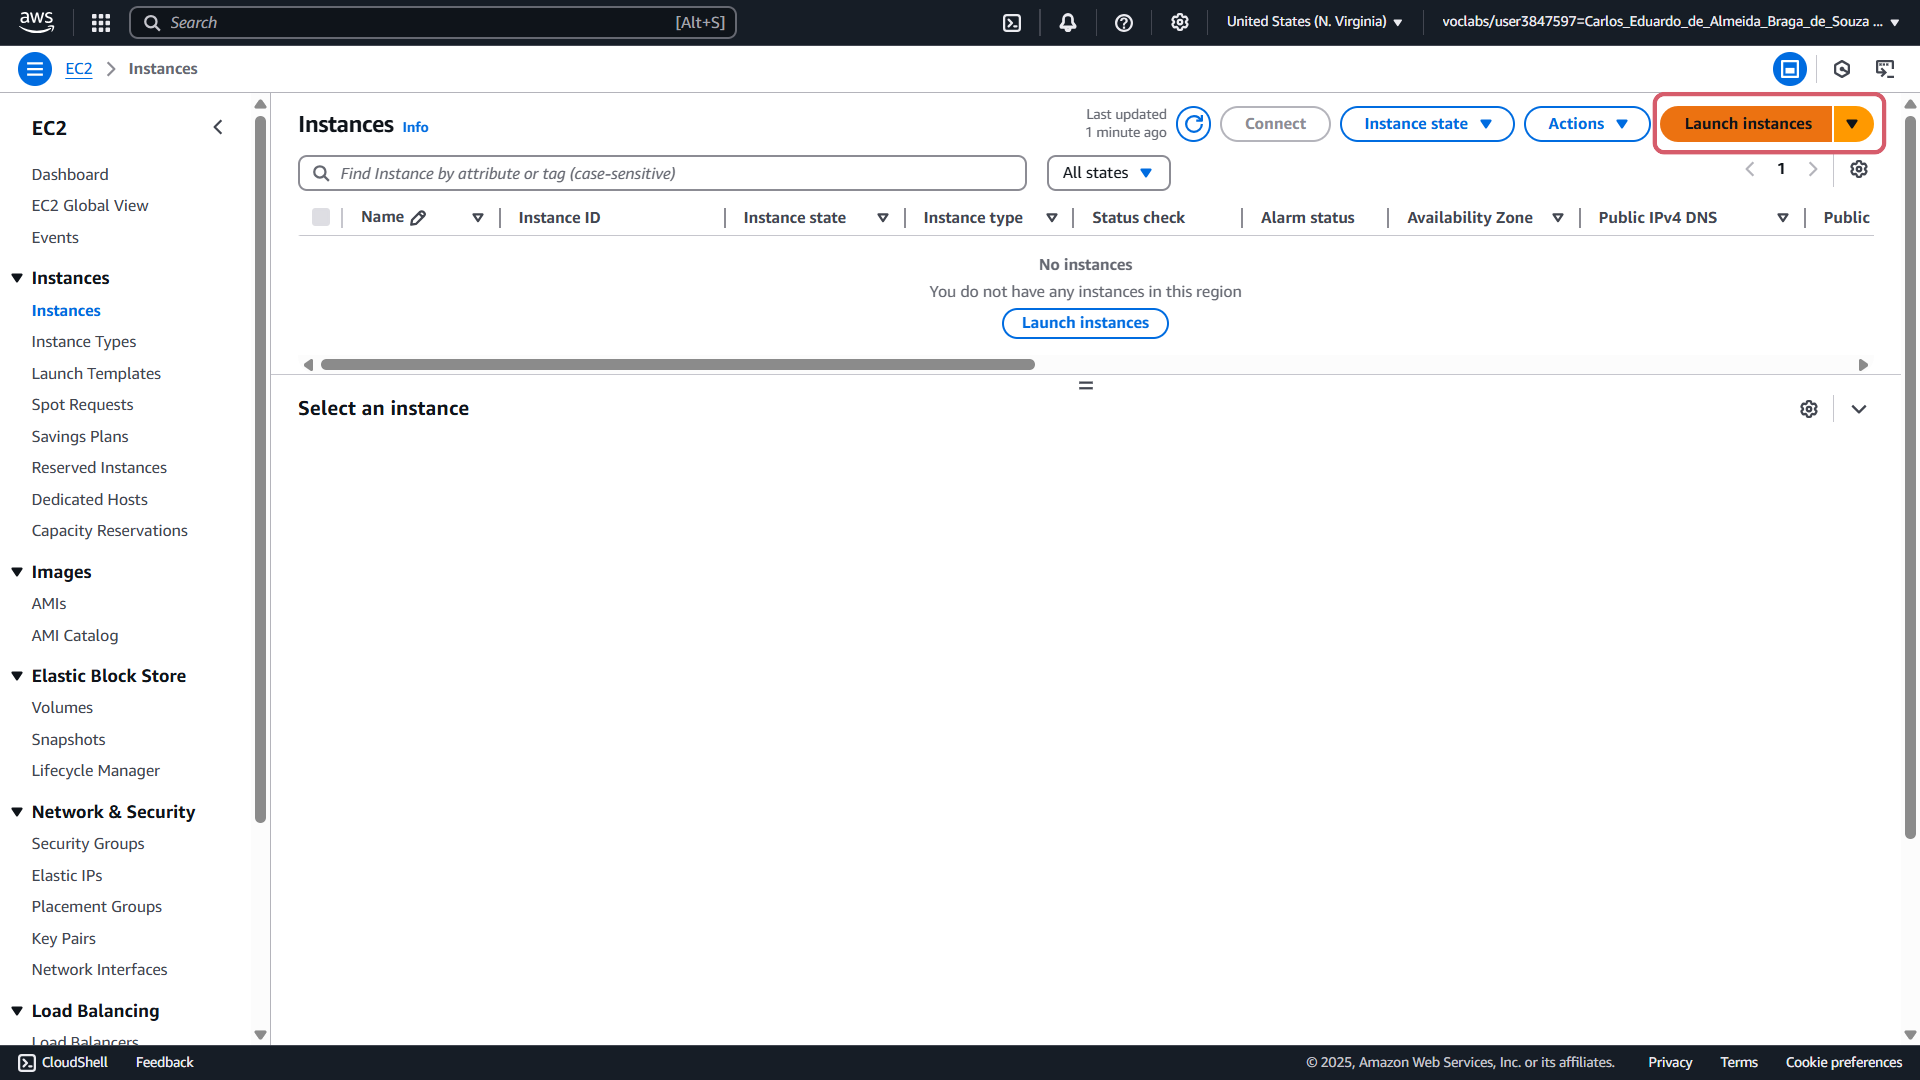 aws
Search [Alt+S]
United States (N. Virginia)
voclabs/user3847597=Carlos_Eduardo_de_Almeida_Braga_de_Souza ...
EC2
Instances
EC2
Dashboard
EC2 Global View
Events
Instances
Instances
Instance Types
Launch Templates
Spot Requests
Savings Plans
Reserved Instances
Dedicated Hosts
Capacity Reservations
Images
AMIs
AMI Catalog
Elastic Block Store
Volumes
Snapshots
Lifecycle Manager
Network & Security
Security Groups
Elastic IPs
Placement Groups
Key Pairs
Network Interfaces
Load Balancing
Load Balancers
Instances Info
Last updated
1 minute ago
Connect
Instance state
Actions
Launch instances
Find Instance by attribute or tag (case-sensitive)
All states
1
Name
Instance ID
Instance state
Instance type
Status check
Alarm status
Availability Zone
Public IPv4 DNS
Public
No instances
You do not have any instances in this region
Launch instances
Select an instance
CloudShell
Feedback
© 2025, Amazon Web Services, Inc. or its affiliates.
Privacy
Terms
Cookie preferences